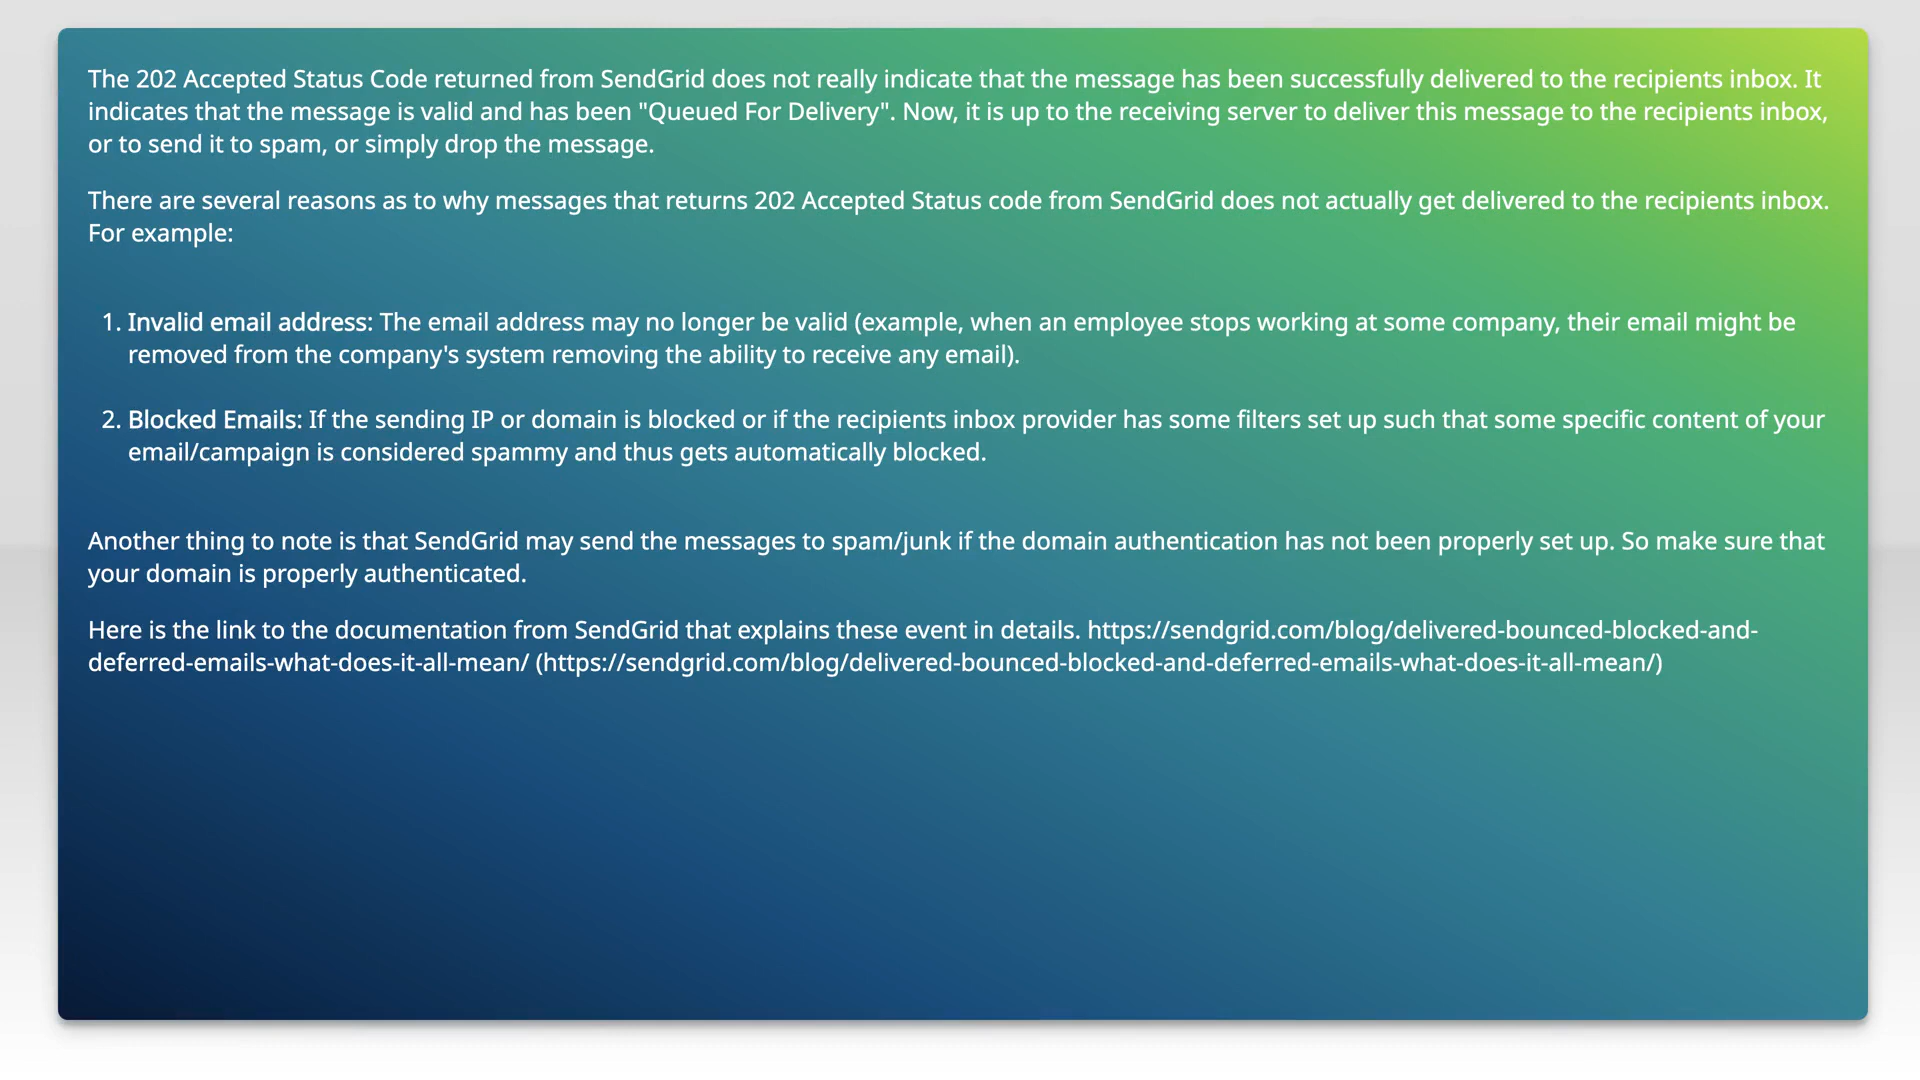 The 202 Accepted Status Code returned from SendGrid does not really indicate that the message has been successfully delivered to the recipients inbox. It
indicates that the message is valid and has been "Queued For Delivery". Now, it is up to the receiving server to deliver this message to the recipients inbox,
or to send it to spam, or simply drop the message.
There are several reasons as to why messages that returns 202 Accepted Status code from SendGrid does not actually get delivered to the recipients inbox.
For example:
1. Invalid email address: The email address may no longer be valid (example, when an employee stops working at some company, their email might be
removed from the company's system removing the ability to receive any email).
2. Blocked Emails: If the sending IP or domain is blocked or if the recipients inbox provider has some filters set up such that some specific content of your
email/campaign is considered spammy and thus gets automatically blocked.
Another thing to note is that SendGrid may send the messages to spam/junk if the domain authentication has not been properly set up. So make sure that
your domain is properly authenticated.
Here is the link to the documentation from SendGrid that explains these event in details. https://sendgrid.com/blog/delivered-bounced-blocked-and-
deferred-emails-what-does-it-all-mean/ (https://sendgrid.com/blog/delivered-bounced-blocked-and-deferred-emails-what-does-it-all-mean/)